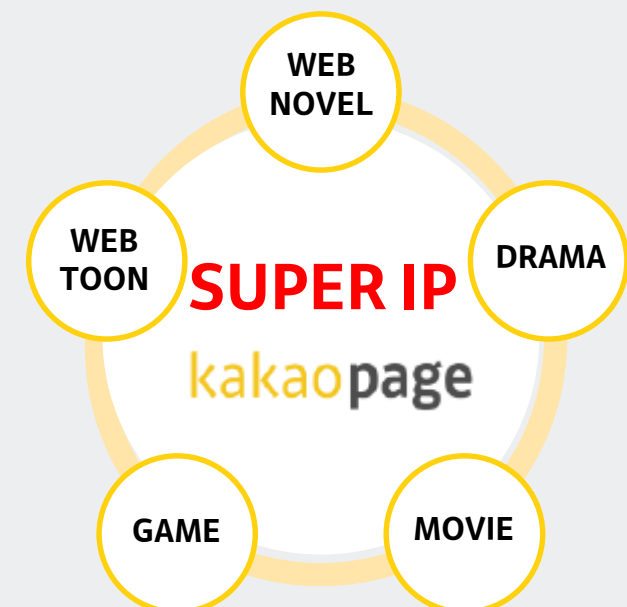 WEB
NOVEL
WEB
TOON
DRAMA
SUPER IP
kakaopage
GAME
MOVIE